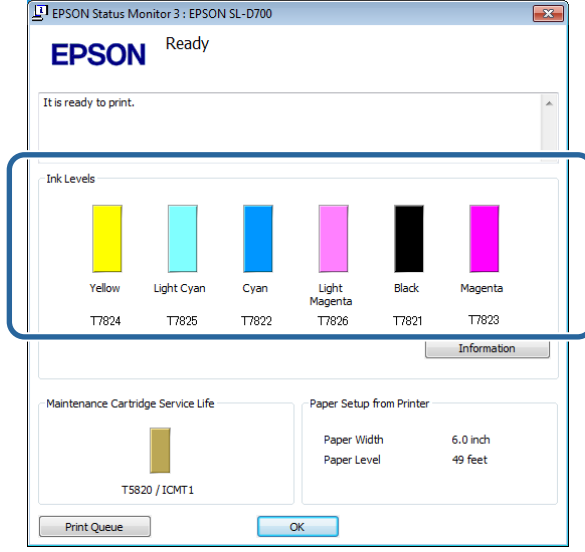 EPSON Status Monitor 3 : EPSON SL-D700
EPSON
Ready
It is ready to print.
Ink Levels
Yellow Light Cyan Cyan Light Magenta Black Magenta
T7824 T7825 T7822 T7826 T7821 T7823
Information
Maintenance Cartridge Service Life
T5820 / ICMT1
Paper Setup from Printer
Paper Width 6.0 inch
Paper Level 49 feet
Print Queue OK